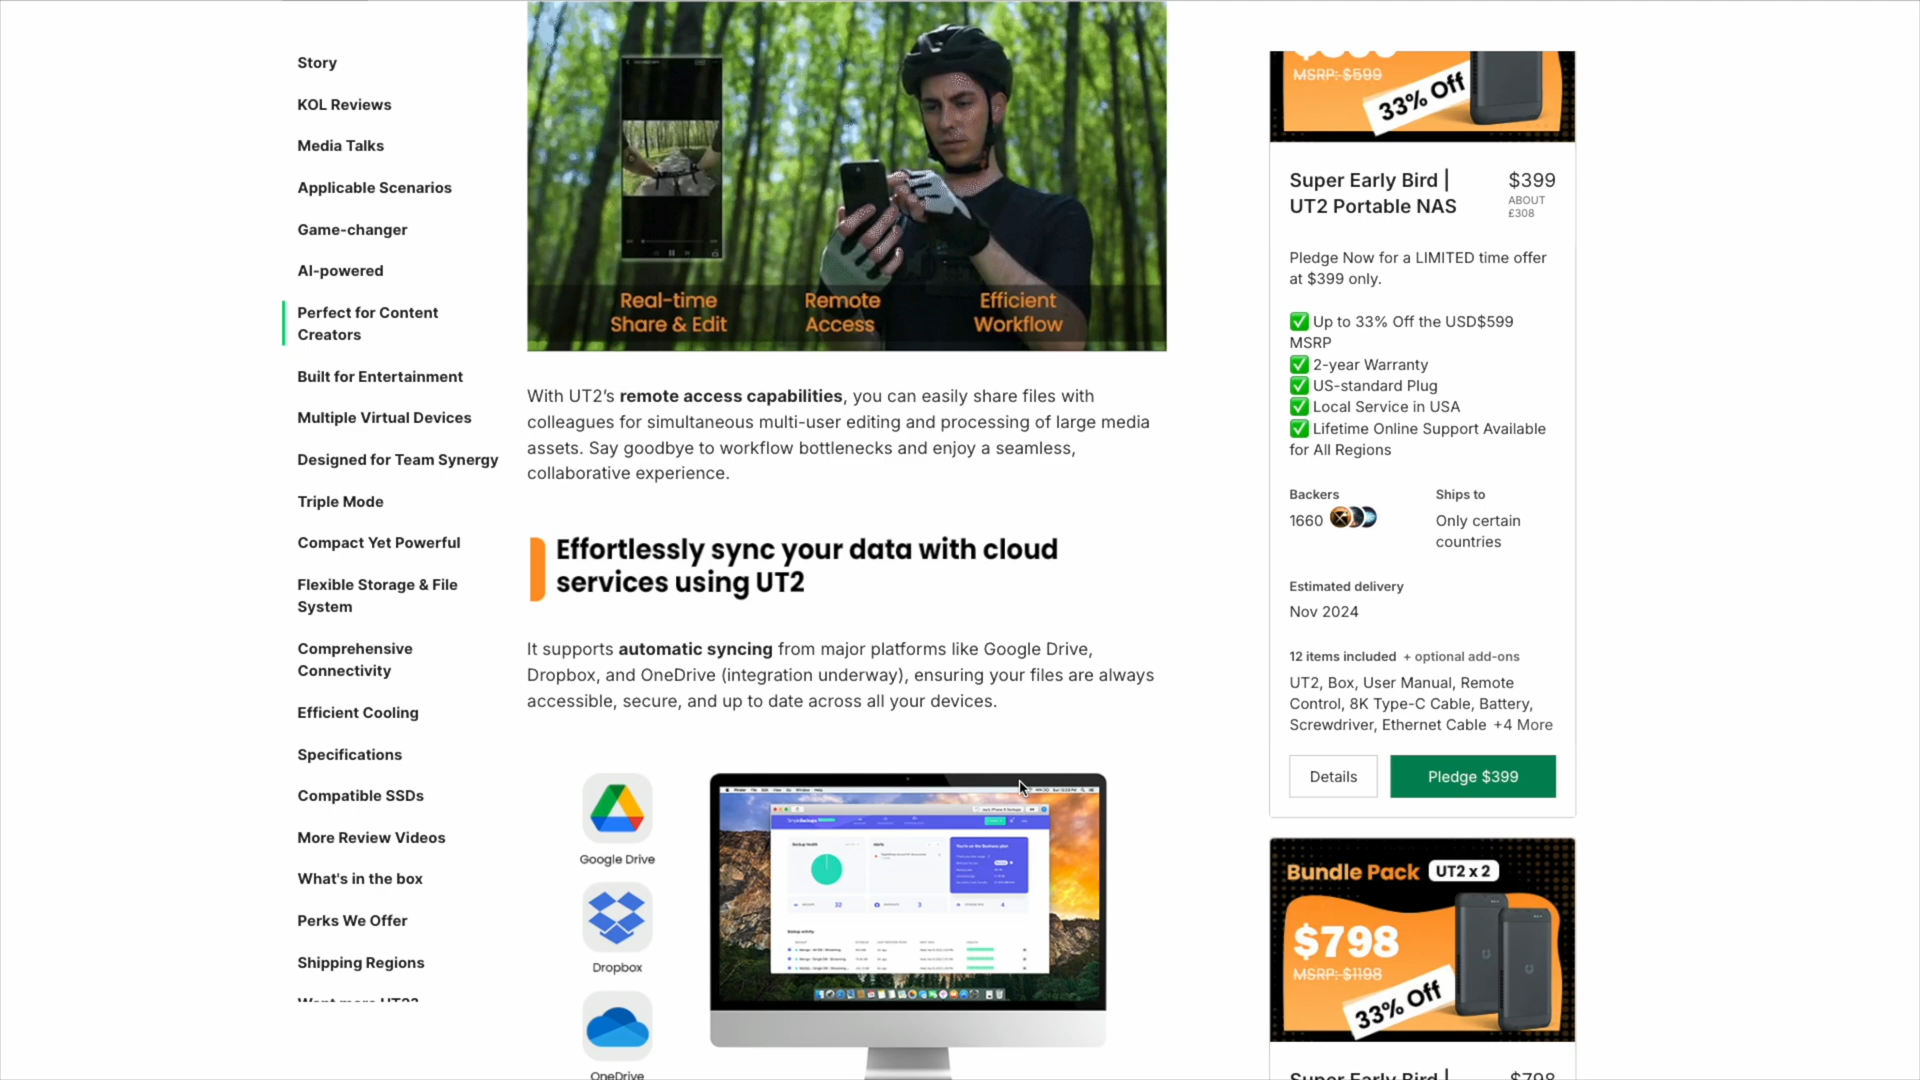 Story
KOL Reviews
Media Talks
Applicable Scenarios
Game-changer
AI-powered
Perfect for Content
Creators
Built for Entertainment
Multiple Virtual Devices
Designed for Team Synergy
Triple Mode
Compact Yet Powerful
Flexible Storage & File
System
Comprehensive
Connectivity
Efficient Cooling
Specifications
Compatible SSDs
More Review Videos
What's in the box
Perks We Offer
Shipping Regions
Real-time
Share & Edit
Remote
Access
Efficient
Workflow
With UT2’s remote access capabilities, you can easily share files with
colleagues for simultaneous multi-user editing and processing of large media
assets. Say goodbye to workflow bottlenecks and enjoy a seamless,
collaborative experience.
Effortlessly sync your data with cloud
services using UT2
It supports automatic syncing from major platforms like Google Drive,
Dropbox, and OneDrive (integration underway), ensuring your files are always
accessible, secure, and up to date across all your devices.
Google Drive
Dropbox
OneDrive
MSRP: $599
33% Off
Super Early Bird |
UT2 Portable NAS
$399
ABOUT
£308
Pledge Now for a LIMITED time offer
at $399 only.
✅ Up to 33% Off the USD$599
MSRP
✅ 2-year Warranty
✅ US-standard Plug
✅ Local Service in USA
✅ Lifetime Online Support Available
for All Regions
Backers
1660
Ships to
Only certain
countries
Estimated delivery
Nov 2024
12 items included + optional add-ons
UT2, Box, User Manual, Remote
Control, 8K Type-C Cable, Battery,
Screwdriver, Ethernet Cable +4 More
Details
Pledge $399
Bundle Pack UT2 x 2
$798
MSRP: $1198
33% Off
Super Early Bird |
$798